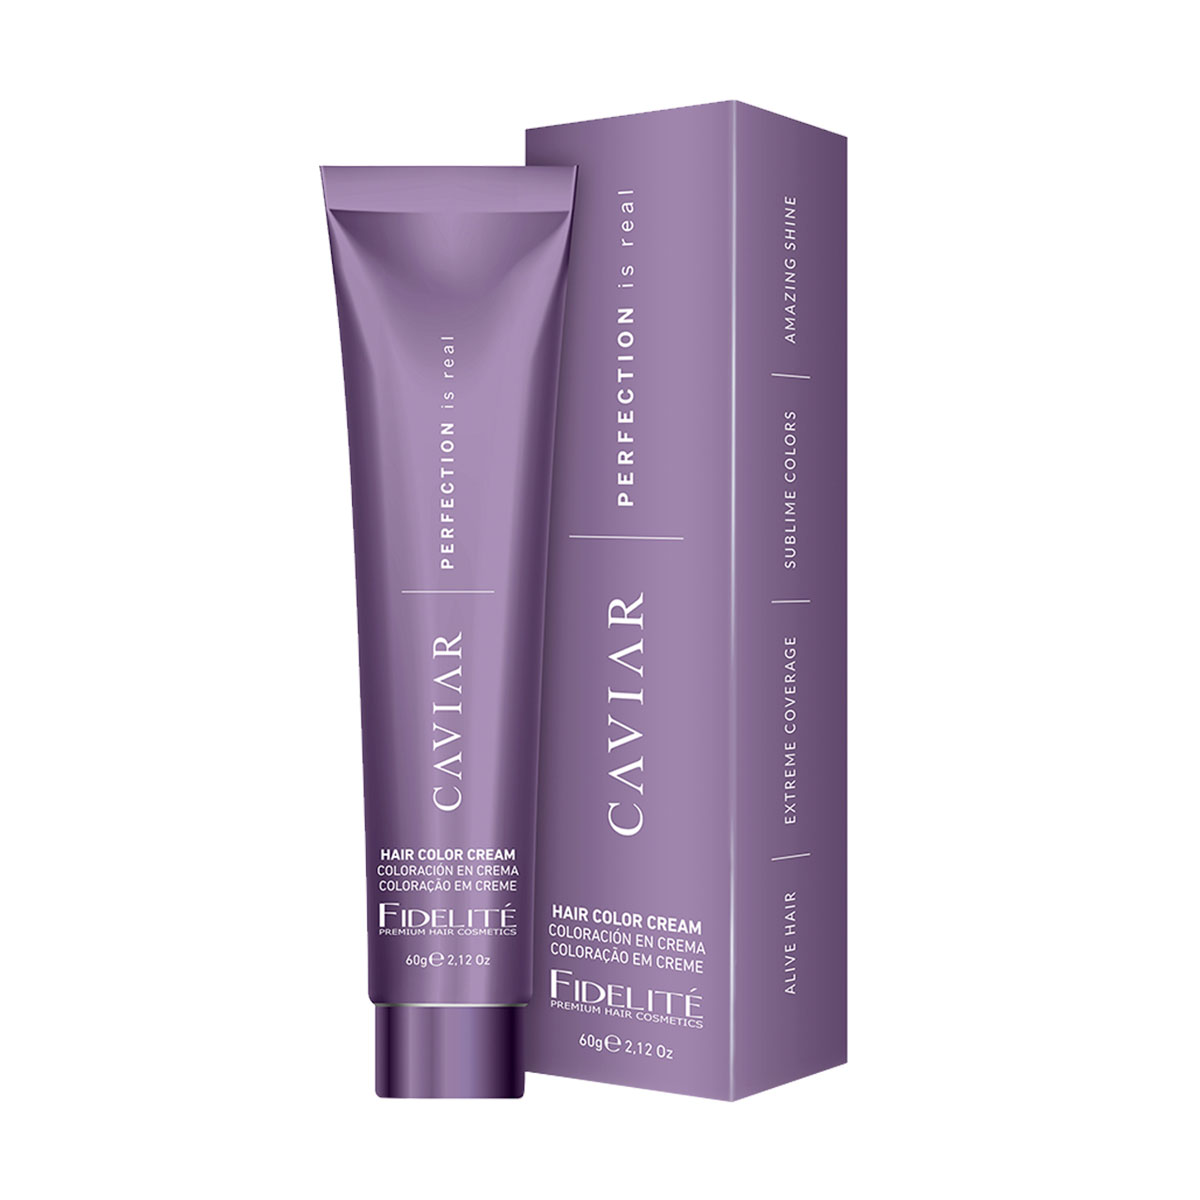 PERFECTION is real
CAVIAR
HAIR COLOR CREAM
COLORACIÓN EN CREMA
COLORAÇÃO EM CREME
FIDELITÉ
PREMIUM HAIR COSMETICS
60g℮2,12 Oz
PERFECTION is real
CAVIAR
HAIR COLOR CREAM
COLORACIÓN EN CREMA
COLORAÇÃO EM CREME
FIDELITÉ
PREMIUM HAIR COSMETICS
60g℮2,12 Oz
ALIVE HAIR | EXTREME COVERAGE | SUBLIME COLORS | AMAZING SHINE